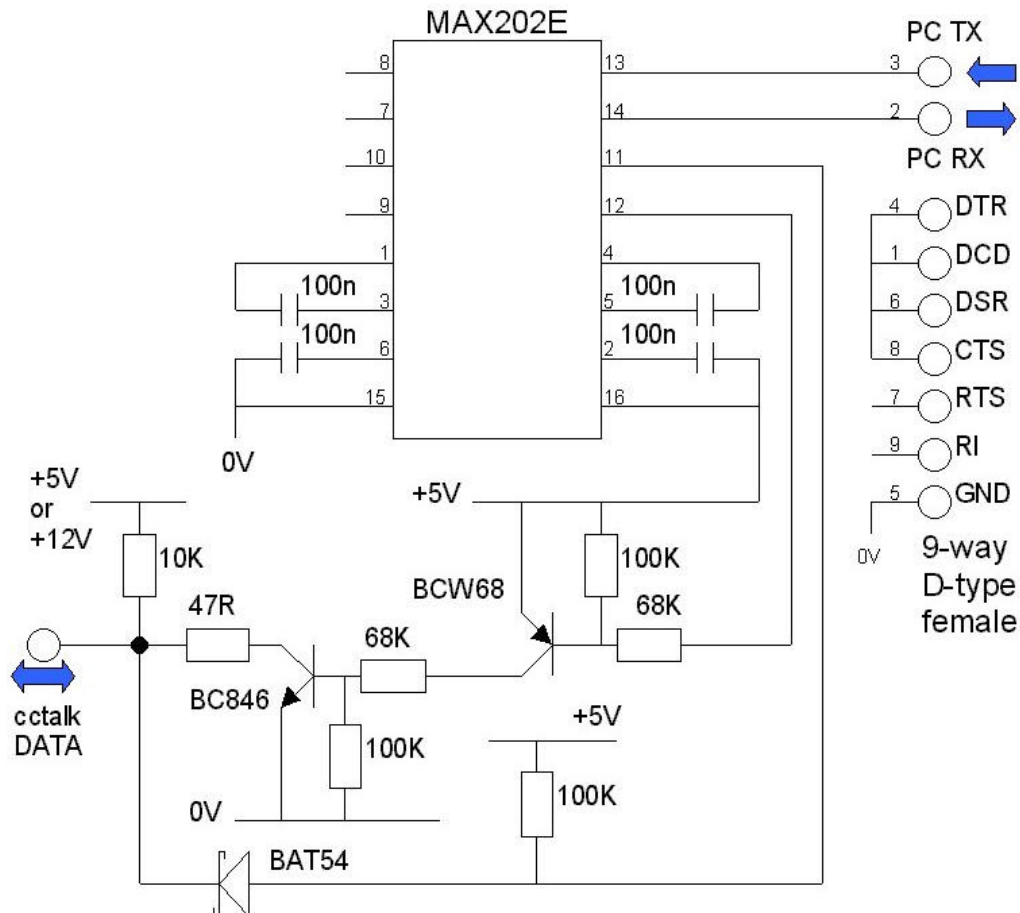 MAX202E
PC TX
8
13
3
7
14
2
PC RX
10
11
9
12
4
DTR
1
4
1
DCD
100n
100n
3
5
6
DSR
100n
100n
6
2
8
CTS
15
16
7
RTS
0V
9
RI
+5V
or
+12V
+5V
5
GND
0V
9-way
D-type
female
10K
100K
BCW68
47R
68K
68K
BC846
cctalk
DATA
+5V
100K
100K
0V
BAT54